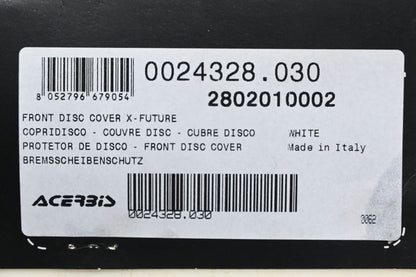 0024328.030
8 052796 679054
2802010002
FRONT DISC COVER X-FUTURE
COPRIDISCO - COUVRE DISC - CUBRE DISCO WHITE
PROTETOR DE DISCO - FRONT DISC COVER Made in Italy
BREMSSCHEIBENSCHUTZ
ACERBIS
0024328.030
0062